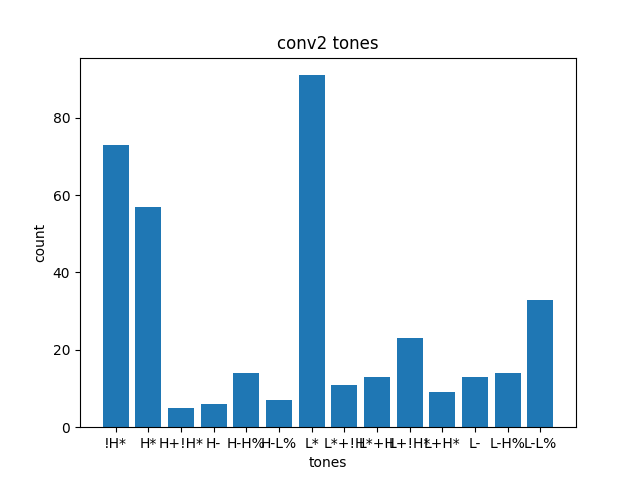 conv2 tones
count
80
60
40
20
0
!H* H* H+!H* H- H-H% H-L% L* L*+!H L*+H L+!H* L+H* L- L-H% L-L%
tones